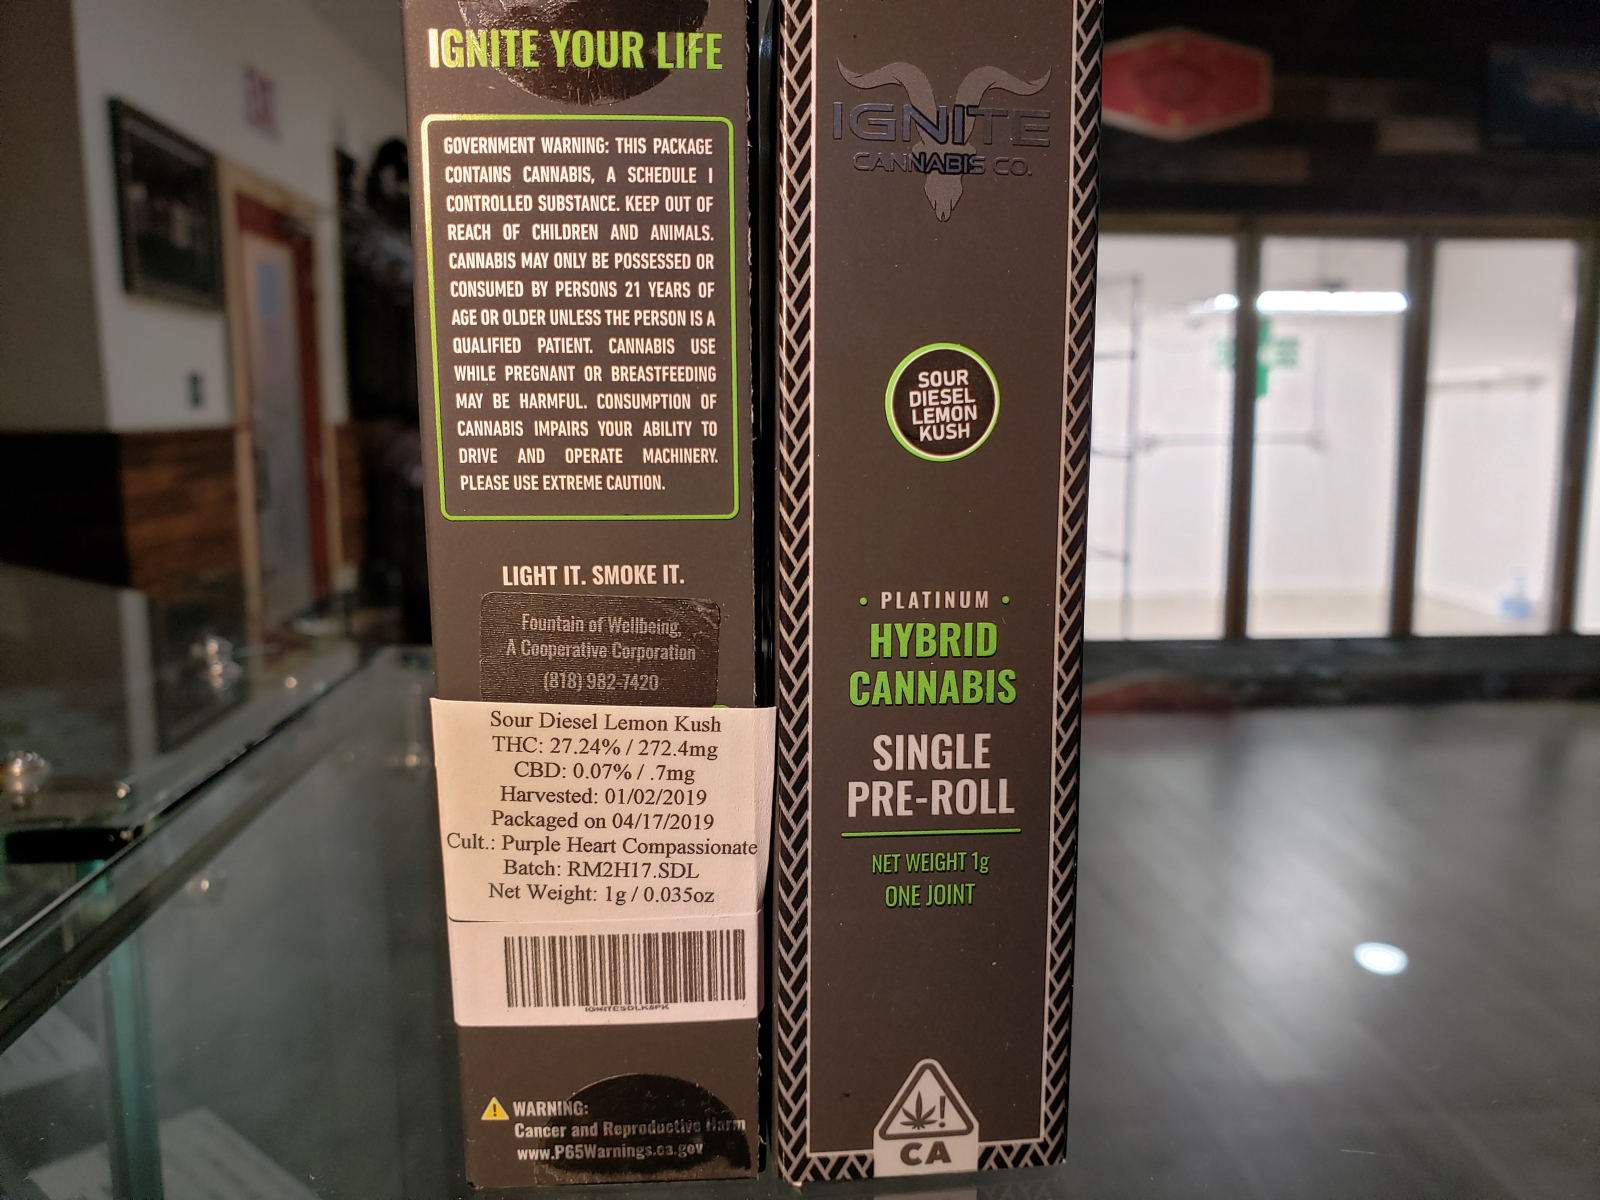 IGNITE YOUR LIFE
GOVERNMENT WARNING: THIS PACKAGE
CONTAINS CANNABIS, A SCHEDULE I
CONTROLLED SUBSTANCE. KEEP OUT OF
REACH OF CHILDREN AND ANIMALS.
CANNABIS MAY ONLY BE POSSESSED OR
CONSUMED BY PERSONS 21 YEARS OF
AGE OR OLDER UNLESS THE PERSON IS A
QUALIFIED PATIENT. CANNABIS USE
WHILE PREGNANT OR BREASTFEEDING
MAY BE HARMFUL. CONSUMPTION OF
CANNABIS IMPAIRS YOUR ABILITY TO
DRIVE AND OPERATE MACHINERY.
PLEASE USE EXTREME CAUTION.
LIGHT IT. SMOKE IT.
Fountain of Wellbeing,
A Cooperative Corporation
(818) 982-7420
Sour Diesel Lemon Kush
THC: 27.24% / 272.4mg
CBD: 0.07% / .7mg
Harvested: 01/02/2019
Packaged on 04/17/2019
Cult.: Purple Heart Compassionate
Batch: RM2H17.SDL
Net Weight: 1g / 0.035oz
WARNING:
Cancer and Reproductive Harm
www.P65Warnings.ca.gov
IGNITE
CANNABIS CO.
SOUR
DIESEL
LEMON
KUSH
• PLATINUM •
HYBRID
CANNABIS
SINGLE
PRE-ROLL
NET WEIGHT 1g
ONE JOINT
!
CA
EXIT